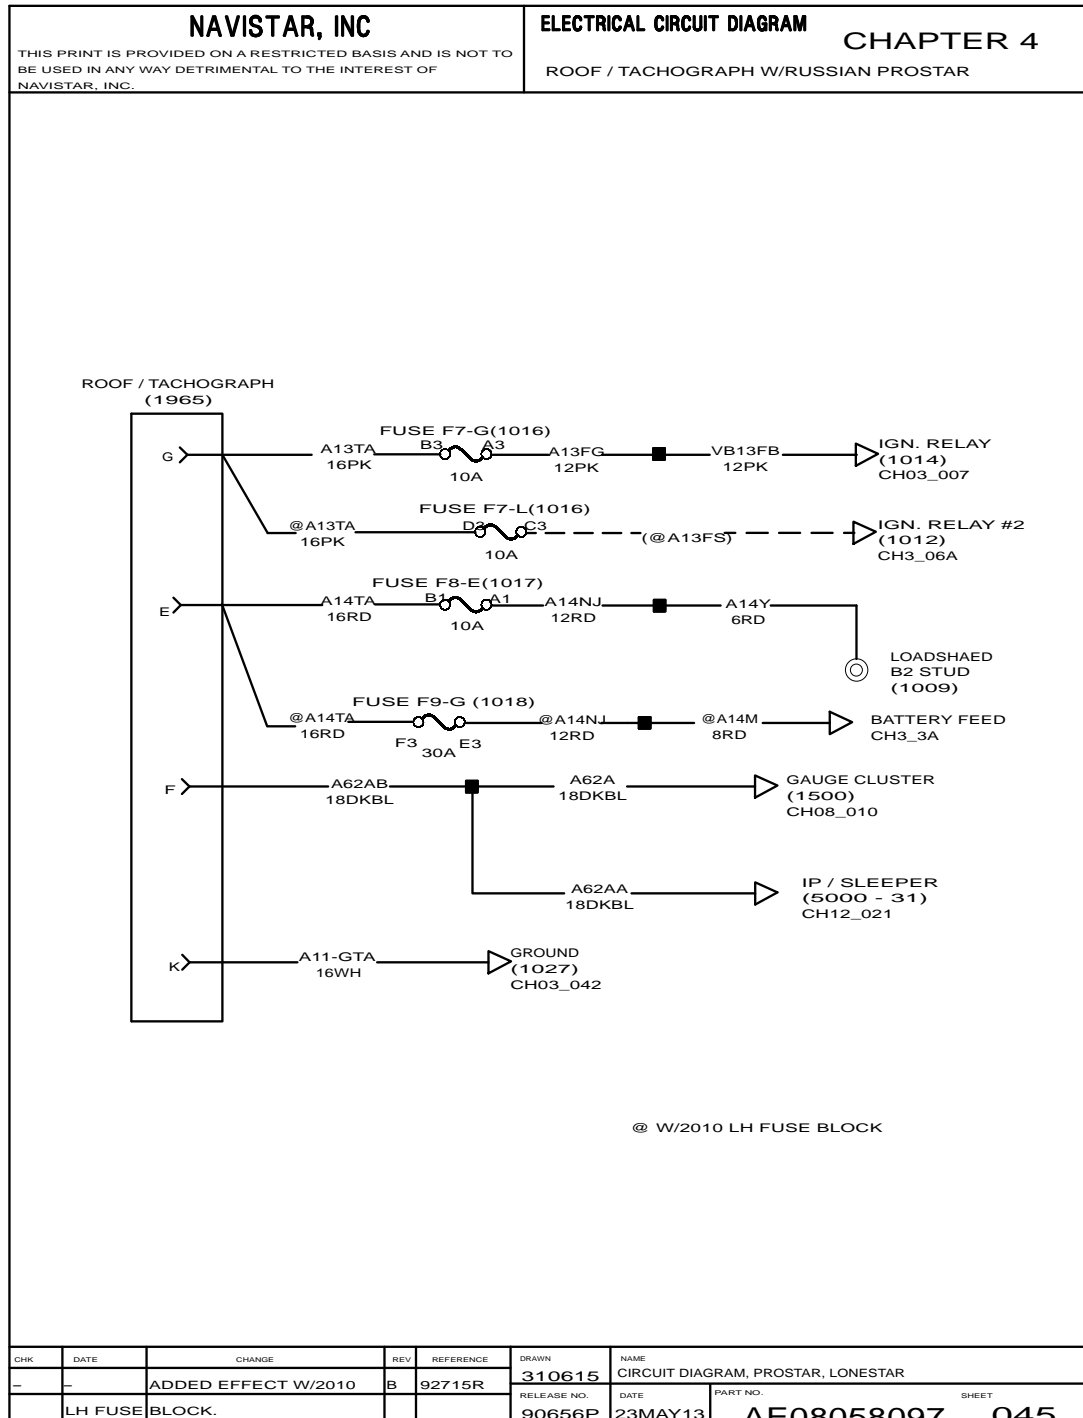 NAVISTAR, INC
THIS PRINT IS PROVIDED ON A RESTRICTED BASIS AND IS NOT TO
BE USED IN ANY WAY DETRIMENTAL TO THE INTEREST OF
NAVISTAR, INC.
ELECTRICAL CIRCUIT DIAGRAM
CHAPTER 4
ROOF / TACHOGRAPH W/RUSSIAN PROSTAR
ROOF / TACHOGRAPH
(1965)
G
A13TA
16PK
FUSE F7-G(1016)
B3 A3
10A
A13FG
12PK
VB13FB
12PK
IGN. RELAY
(1014)
CH03_007
@A13TA
16PK
FUSE F7-L(1016)
D3 C3
10A
(@A13FS)
IGN. RELAY #2
(1012)
CH3_06A
E
A14TA
16RD
FUSE F8-E(1017)
B1 A1
10A
A14NJ
12RD
A14Y
6RD
LOADSHAED
B2 STUD
(1009)
@A14TA
16RD
FUSE F9-G (1018)
F3 E3
30A
@A14NJ
12RD
@A14M
8RD
BATTERY FEED
CH3_3A
F
A62AB
18DKBL
A62A
18DKBL
GAUGE CLUSTER
(1500)
CH08_010
A62AA
18DKBL
IP / SLEEPER
(5000 - 31)
CH12_021
K
A11-GTA
16WH
GROUND
(1027)
CH03_042
@ W/2010 LH FUSE BLOCK
CHK DATE CHANGE REV REFERENCE
- - ADDED EFFECT W/2010 B 92715R
LH FUSE BLOCK.
DRAWN
310615
NAME
CIRCUIT DIAGRAM, PROSTAR, LONESTAR
RELEASE NO.
90656P
DATE
23MAY13
PART NO.
AE08058097
SHEET
045